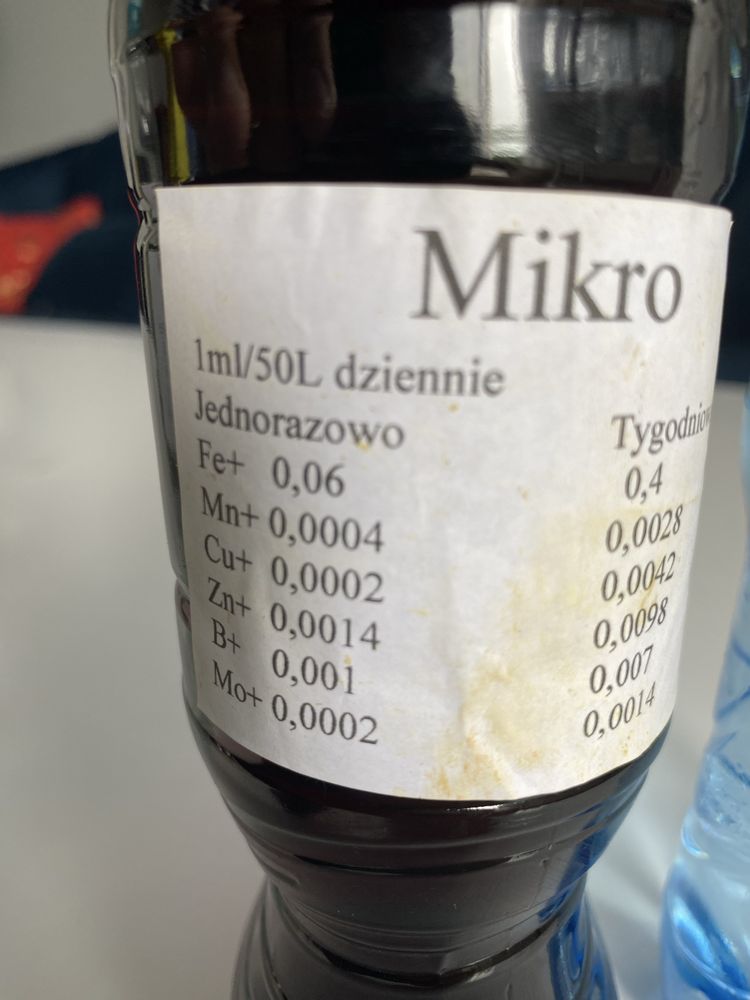 Mikro
1ml/50L dziennie
Jednorazowo
Fe+ 0,06 0,4
Mn+ 0,0004 0,0028
Cu+ 0,0002 0,0042
Zn+ 0,0014 0,0098
B+ 0,001 0,007
Mo+ 0,0002 0,0014